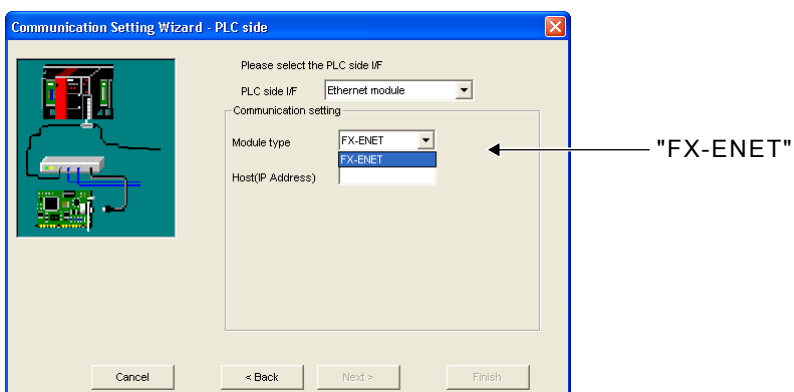 Communication Setting Wizard - PLC side
Please select the PLC side I/F
PLC side I/F Ethernet module
Communication setting
Module type FX-ENET
FX-ENET
Host(IP Address)
"FX-ENET"
Cancel < Back Next > Finish